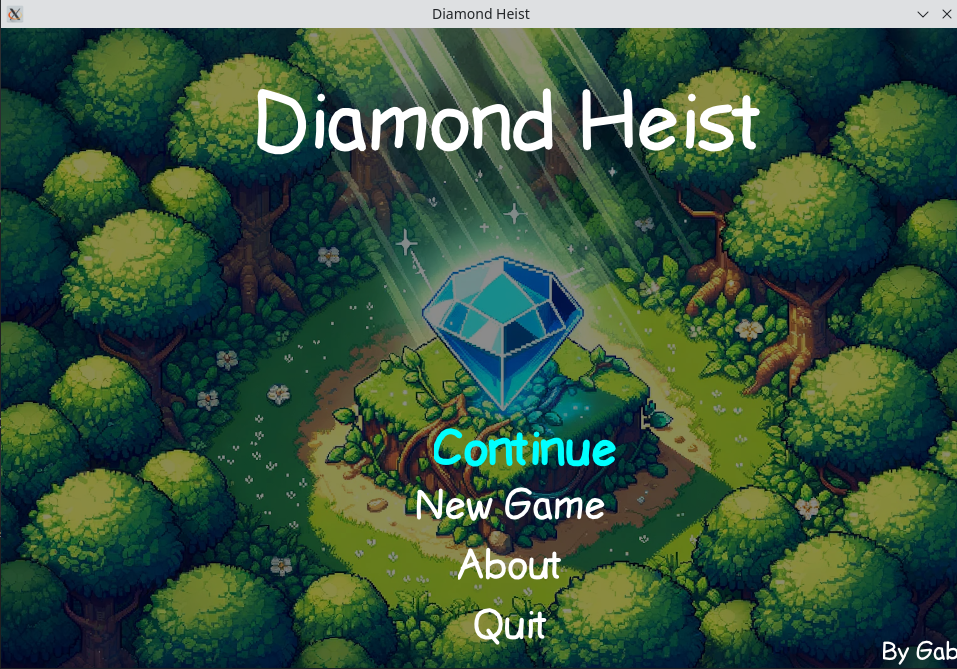 Diamond Heist
Diamond Heist
Continue
New Game
About
Quit
By Gab